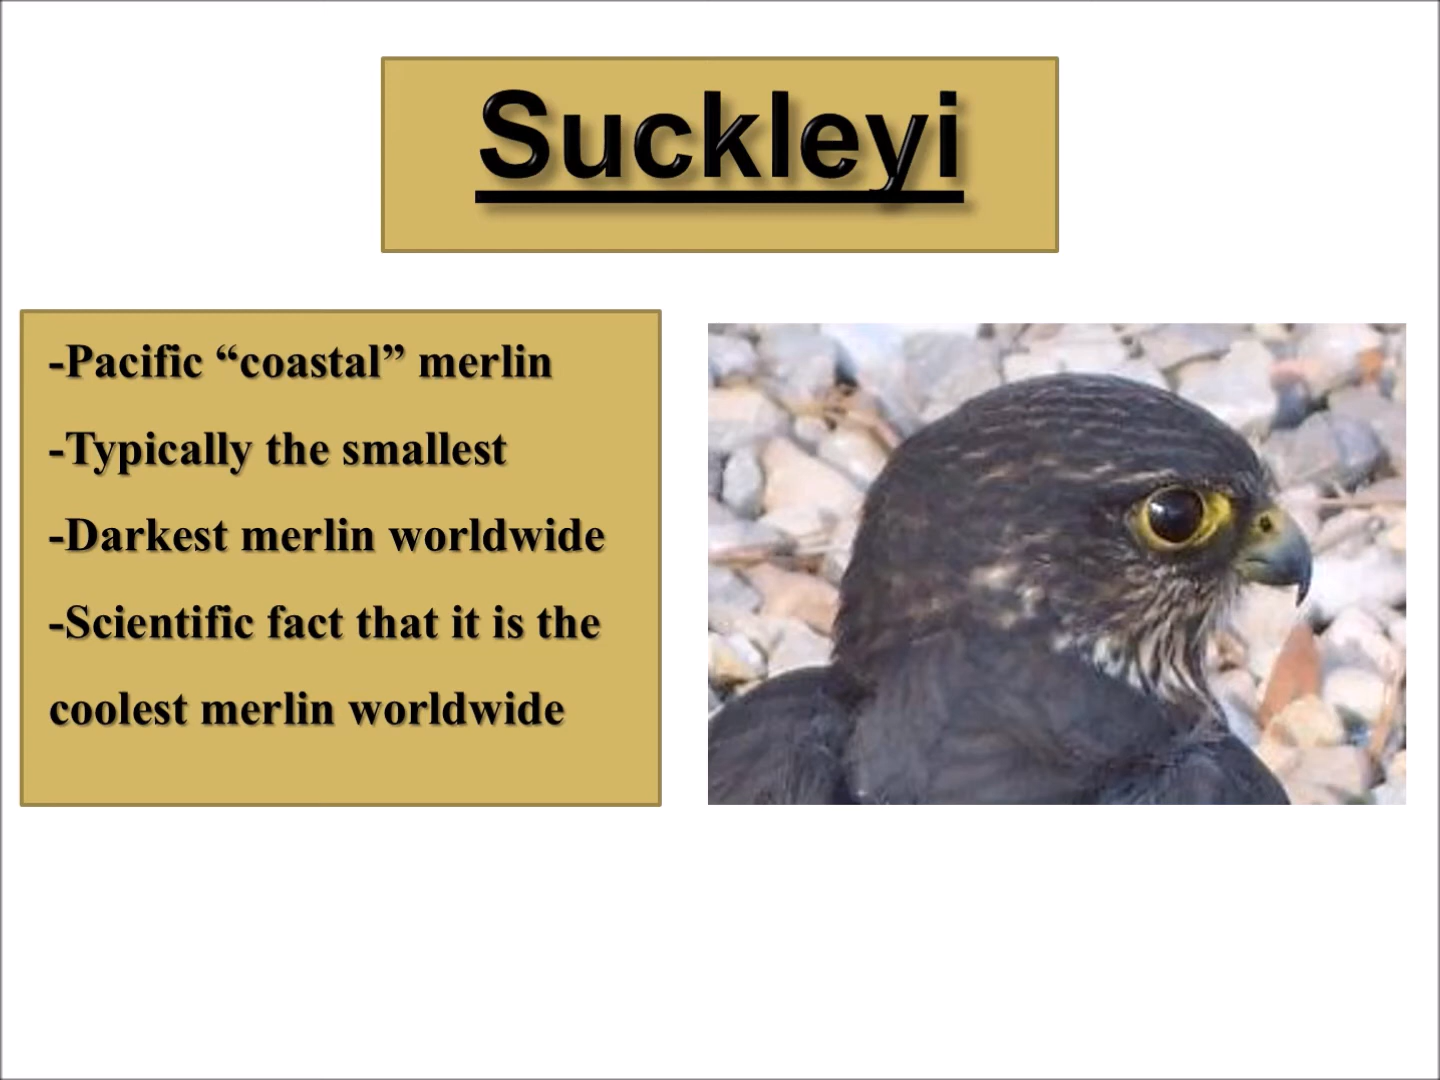 Suckleyi
-Pacific “coastal” merlin
-Typically the smallest
-Darkest merlin worldwide
-Scientific fact that it is the
coolest merlin worldwide